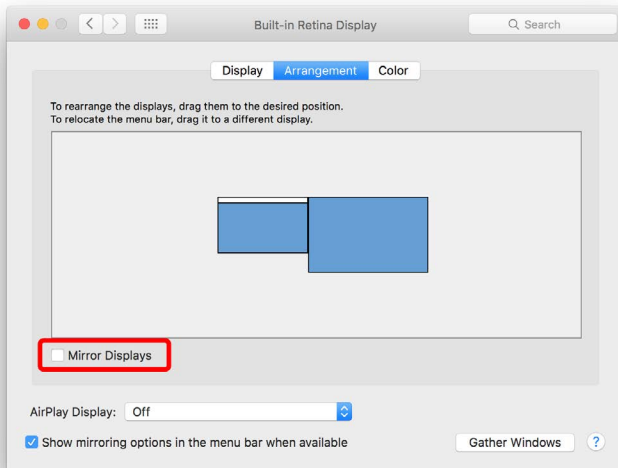 Built-in Retina Display
Search
Display Arrangement Color
To rearrange the displays, drag them to the desired position.
To relocate the menu bar, drag it to a different display.
Mirror Displays
AirPlay Display: Off
Show mirroring options in the menu bar when available
Gather Windows ?